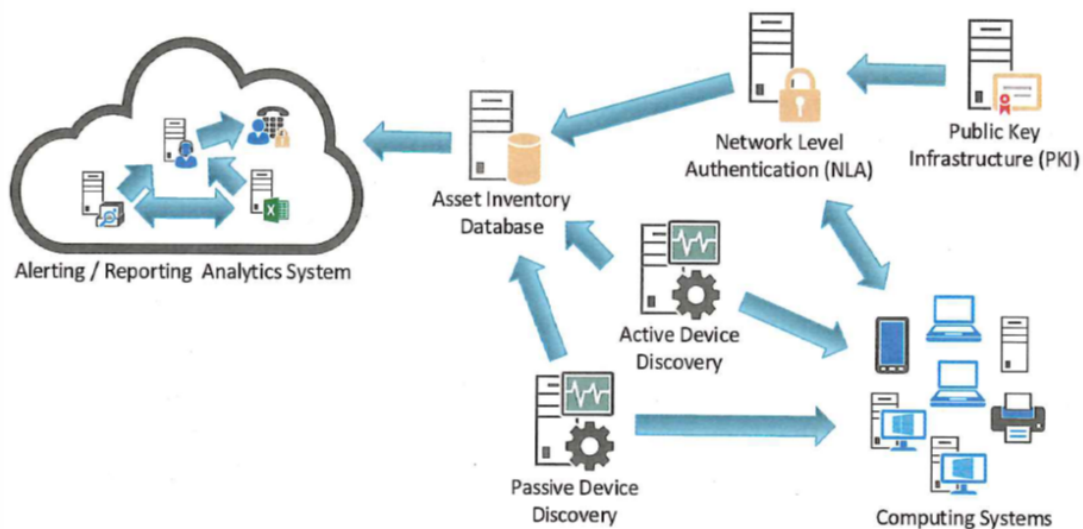 Network Level
Authentication (NLA)
Public Key
Infrastructure (PKI)
Asset Inventory
Database
Alerting / Reporting Analytics System
Active Device
Discovery
Passive Device
Discovery
Computing Systems